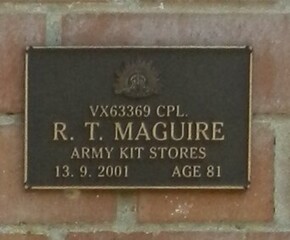 VX63369 CPL.
R. T. MAGUIRE
ARMY KIT STORES
13. 9. 2001 AGE 81